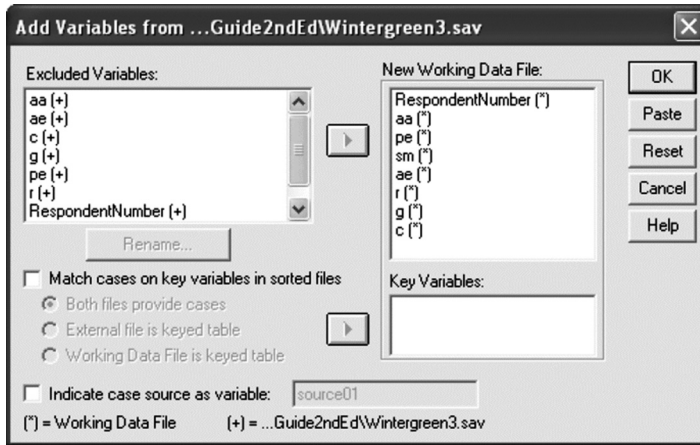 Add Variables from ...Guide2ndEd\Wintergreen3.sav
Excluded Variables:
aa (+)
ae (+)
c (+)
g (+)
pe (+)
r (+)
RespondentNumber (+)
Rename...
New Working Data File:
RespondentNumber (*)
aa (*)
pe (*)
sm (*)
ae (*)
r (*)
g (*)
c (*)
OK
Paste
Reset
Cancel
Help
Match cases on key variables in sorted files
Both files provide cases
External file is keyed table
Working Data File is keyed table
Key Variables:
Indicate case source as variable: source01
(*) = Working Data File (+) = ...Guide2ndEd\Wintergreen3.sav